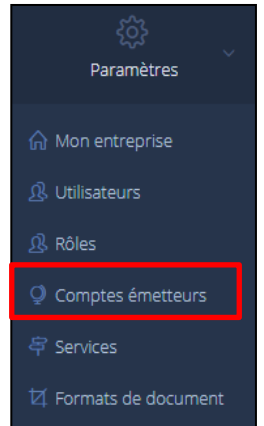 Paramètres
Mon entreprise
Utilisateurs
Rôles
Comptes émetteurs
Services
Formats de document